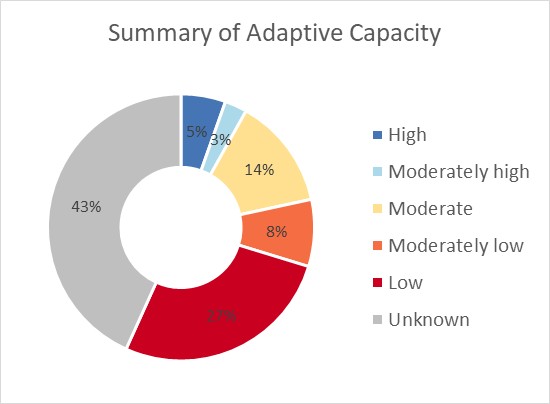 Summary of Adaptive Capacity
5%
3%
14%
8%
27%
43%
High
Moderately high
Moderate
Moderately low
Low
Unknown